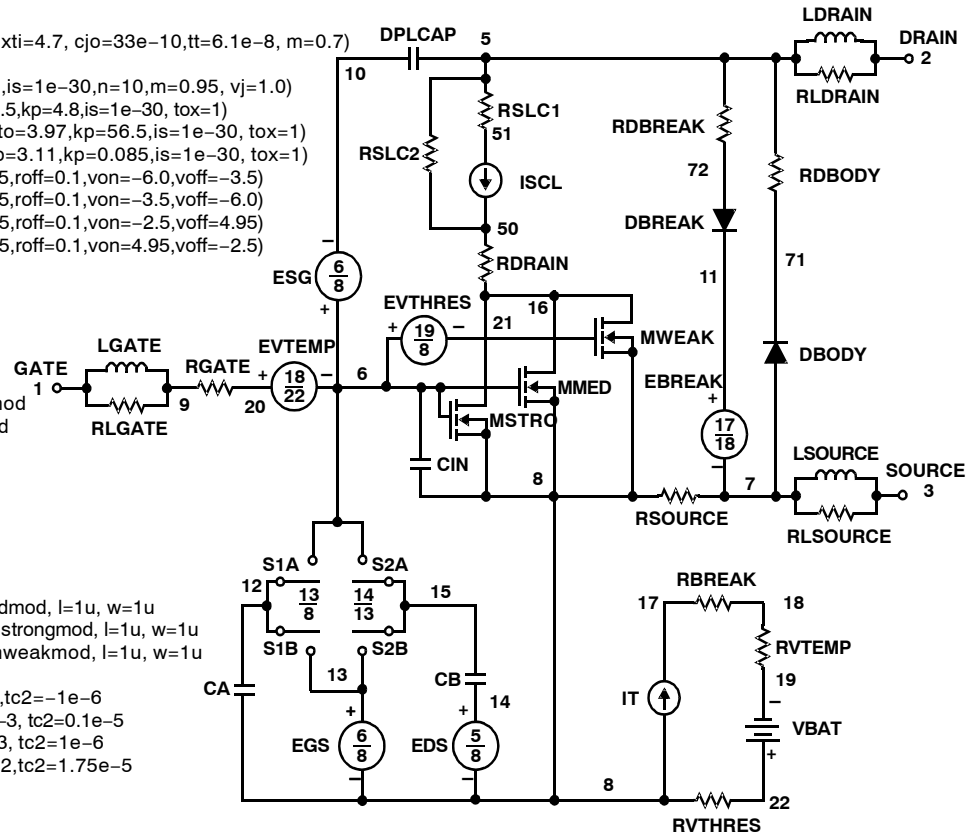 LDRAIN
DPLCAP 5 DRAIN
xti=4.7, cjo=33e−10,tt=6.1e−8, m=0.7)
10 2
RLDRAIN
,is=1e−30,n=10,m=0.95, vj=1.0)
.5,kp=4.8,is=1e−30, tox=1)
RSLC1
to=3.97,kp=56.5,is=1e−30, tox=1)
RDBREAK
51
o=3.11,kp=0.085,is=1e−30, tox=1)
RSLC2
72
5,roff=0.1,von=−6.0,voff=−3.5)
ISCL
RDBODY
5,roff=0.1,von=−3.5,voff=−6.0)
5,roff=0.1,von=−2.5,voff=4.95)
DBREAK
50
5,roff=0.1,von=4.95,voff=−2.5)
−
RDRAIN
71
ESG 6 8
11
+
EVTHRES
16
21
+ 19 8 −
MWEAK
LGATE
EVTEMP
DBODY
GATE
RGATE
6
EBREAK
MMED
1
+ 18 22 −
9
20
+
mod
MSTRO
RLGATE
17 18
d
LSOURCE
CIN
−
SOURCE
8
7
3
RSOURCE
RLSOURCE
S1A S2A
12
13 8
14 13
15
RBREAK
17 18
dmod, l=1u, w=1u
strongmod, l=1u, w=1u
S1B S2B
RVTEMP
nweakmod, l=1u, w=1u
13
CB
19
CA
IT
−
,tc2=−1e−6
14
+
+
VBAT
−3, tc2=0.1e−5
EGS 6 8
EDS 5 8
3, tc2=1e−6
+
2,tc2=1.75e−5
−
−
8
22
RVTHRES